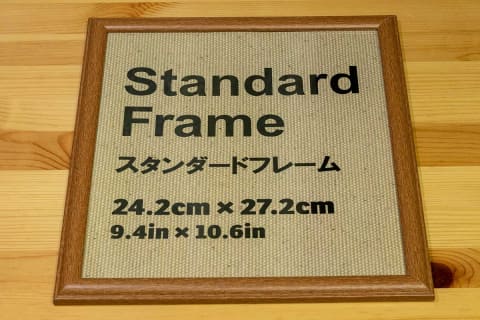 Standard
Frame
スタンダードフレーム
24.2cm × 27.2cm
9.4in × 10.6in